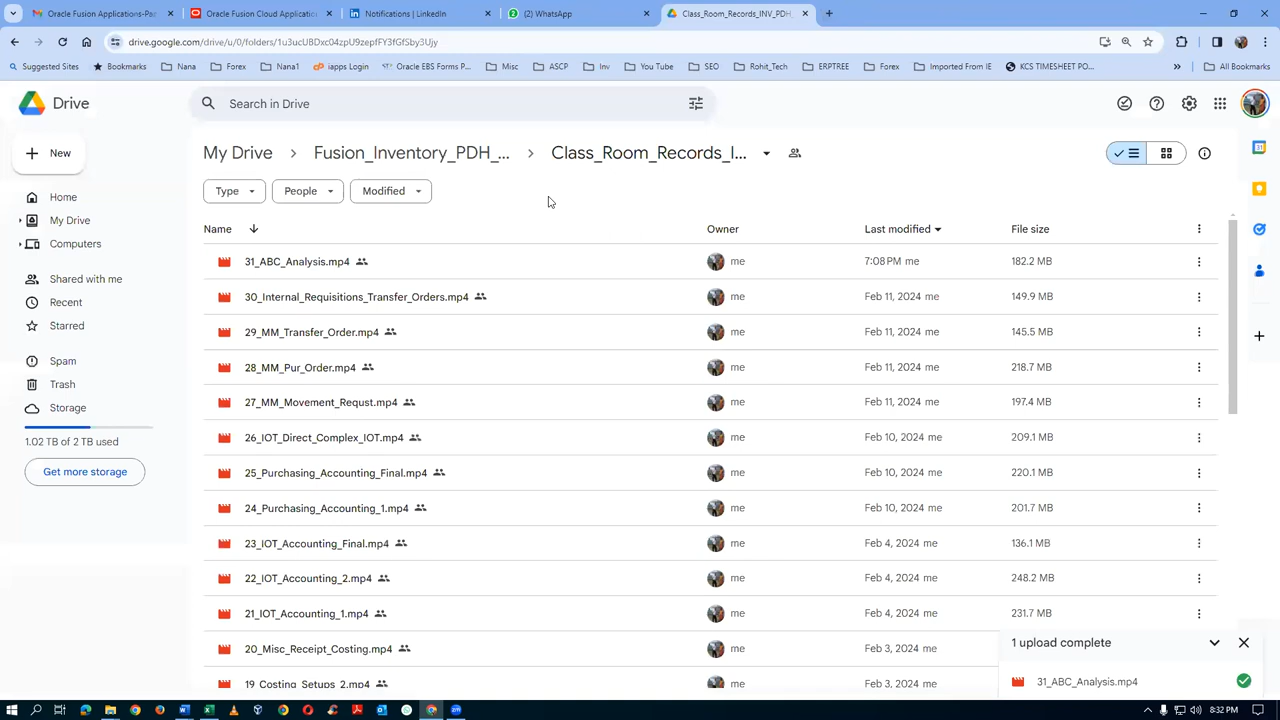 Oracle Fusion Applications-Pa
Oracle Fusion Cloud Applicatio
Notifications | LinkedIn
(2) WhatsApp
Class_Room_Records_INV_PDH_
drive.google.com/drive/u/0/folders/1u3ucUBDxc04zpU9zepfFY3fGfSby3Ujy
Suggested Sites
Bookmarks
Nana
Forex
Nana1
iapps Login
Oracle EBS Forms P...
Misc
ASCP
Inv
You Tube
SEO
Rohit_Tech
ERPTREE
Forex
Imported From IE
KCS TIMESHEET PO...
»
All Bookmarks
Drive
Search in Drive
New
My Drive
Fusion_Inventory_PDH_...
Class_Room_Records_I...
Type
People
Modified
Home
My Drive
Computers
Shared with me
Recent
Starred
Spam
Trash
Storage
1.02 TB of 2 TB used
Get more storage
Name Owner Last modified File size
31_ABC_Analysis.mp4 me 7:08 PM me 182.2 MB
30_Internal_Requisitions_Transfer_Orders.mp4 me Feb 11, 2024 me 149.9 MB
29_MM_Transfer_Order.mp4 me Feb 11, 2024 me 145.5 MB
28_MM_Pur_Order.mp4 me Feb 11, 2024 me 218.7 MB
27_MM_Movement_Requst.mp4 me Feb 11, 2024 me 197.4 MB
26_IOT_Direct_Complex_IOT.mp4 me Feb 10, 2024 me 209.1 MB
25_Purchasing_Accounting_Final.mp4 me Feb 10, 2024 me 220.1 MB
24_Purchasing_Accounting_1.mp4 me Feb 10, 2024 me 201.7 MB
23_IOT_Accounting_Final.mp4 me Feb 4, 2024 me 136.1 MB
22_IOT_Accounting_2.mp4 me Feb 4, 2024 me 248.2 MB
21_IOT_Accounting_1.mp4 me Feb 4, 2024 me 231.7 MB
20_Misc_Receipt_Costing.mp4 me Feb 3, 2024 me
19_Costing_Setups_2.mp4 me Feb 3, 2024 me
1 upload complete
31_ABC_Analysis.mp4
8:32 PM